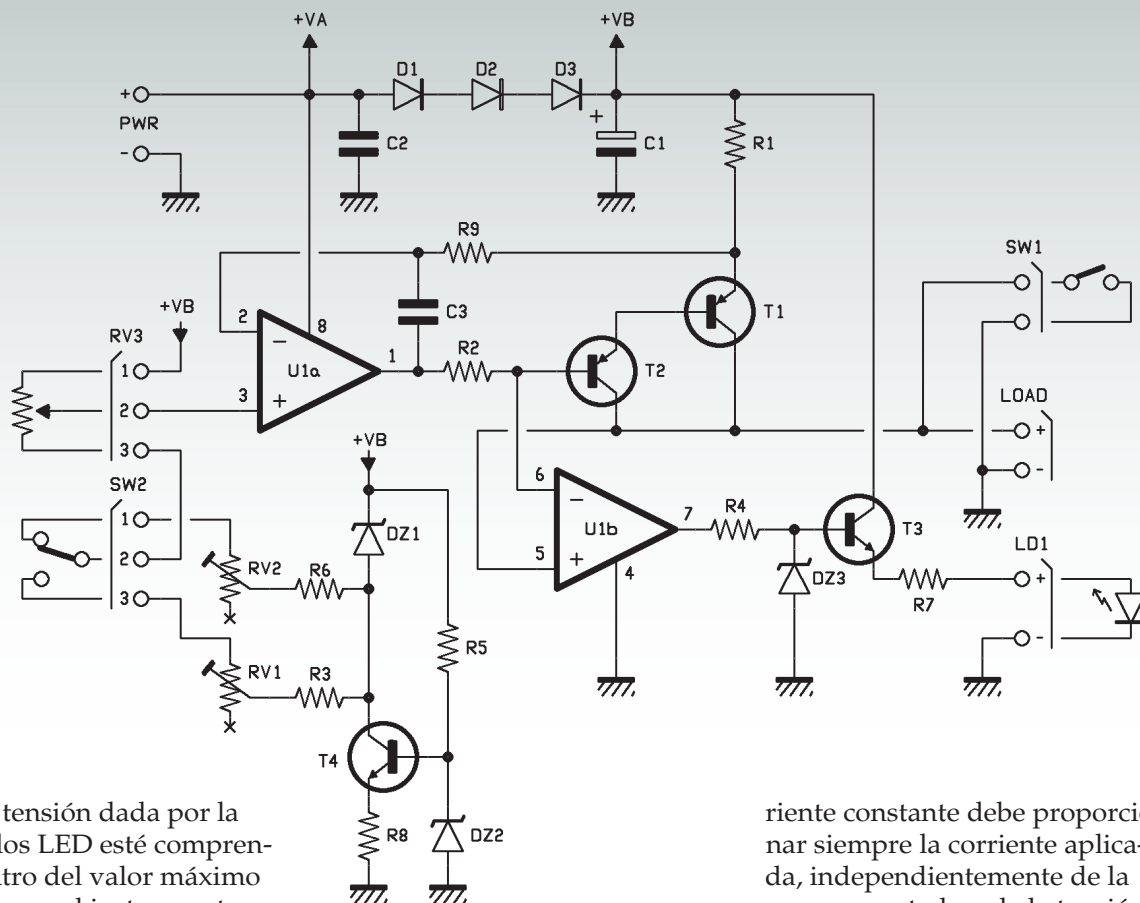 +VA
+VB
D1
D2
D3
+
PWR
-
C2
+
C1
R1
R9
SW1
+VB
RV3
2
8
C3
T1
1
R2
U1a
1
T2
2
3
3
LOAD
+
+VB
-
SW2
6
1
DZ1
7
R4
U1b
T3
2
5
LD1
RV2
R6
4
DZ3
+
3
R7
R5
-
RV1
R3
T4
R8
DZ2
tensión dada por la
los LED esté compren-
tro del valor máximo
riente constante debe proporcio
nar siempre la corriente aplica-
da, independientemente de la